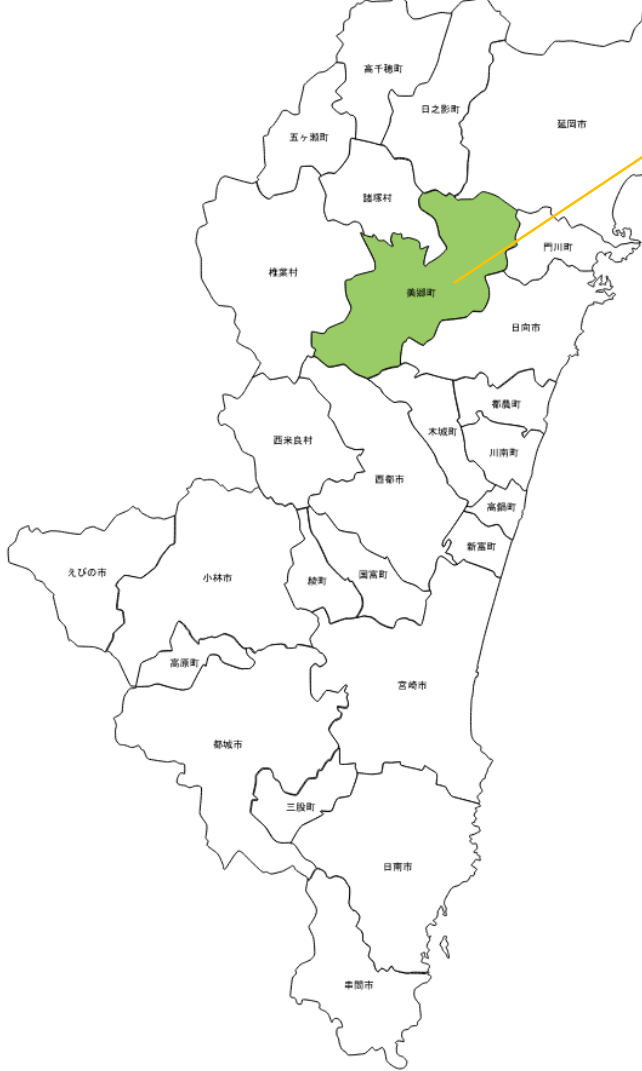 高千穂町
日之影町
延岡市
五ヶ瀬町
諸塚村
門川町
椎葉村
美郷町
日向市
都農町
木城町
西米良村
川南町
西都市
高鍋町
新富町
えびの市
小林市
綾町
国富町
高原町
宮崎市
都城市
三股町
日南市
串間市